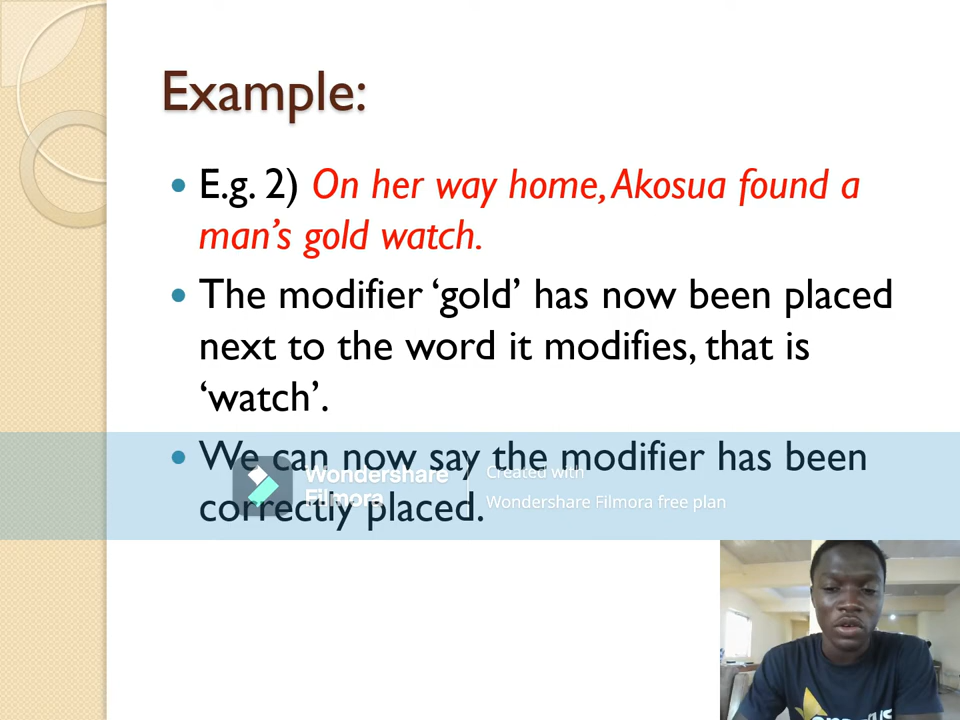 Example:
E.g. 2) On her way home, Akosua found a
man's gold watch.
The modifier ‘gold’ has now been placed
next to the word it modifies, that is
‘watch’.
We can now say the modifier has been
correctly placed.
Wondershare
Filmora
Created with
Wondershare Filmora free plan